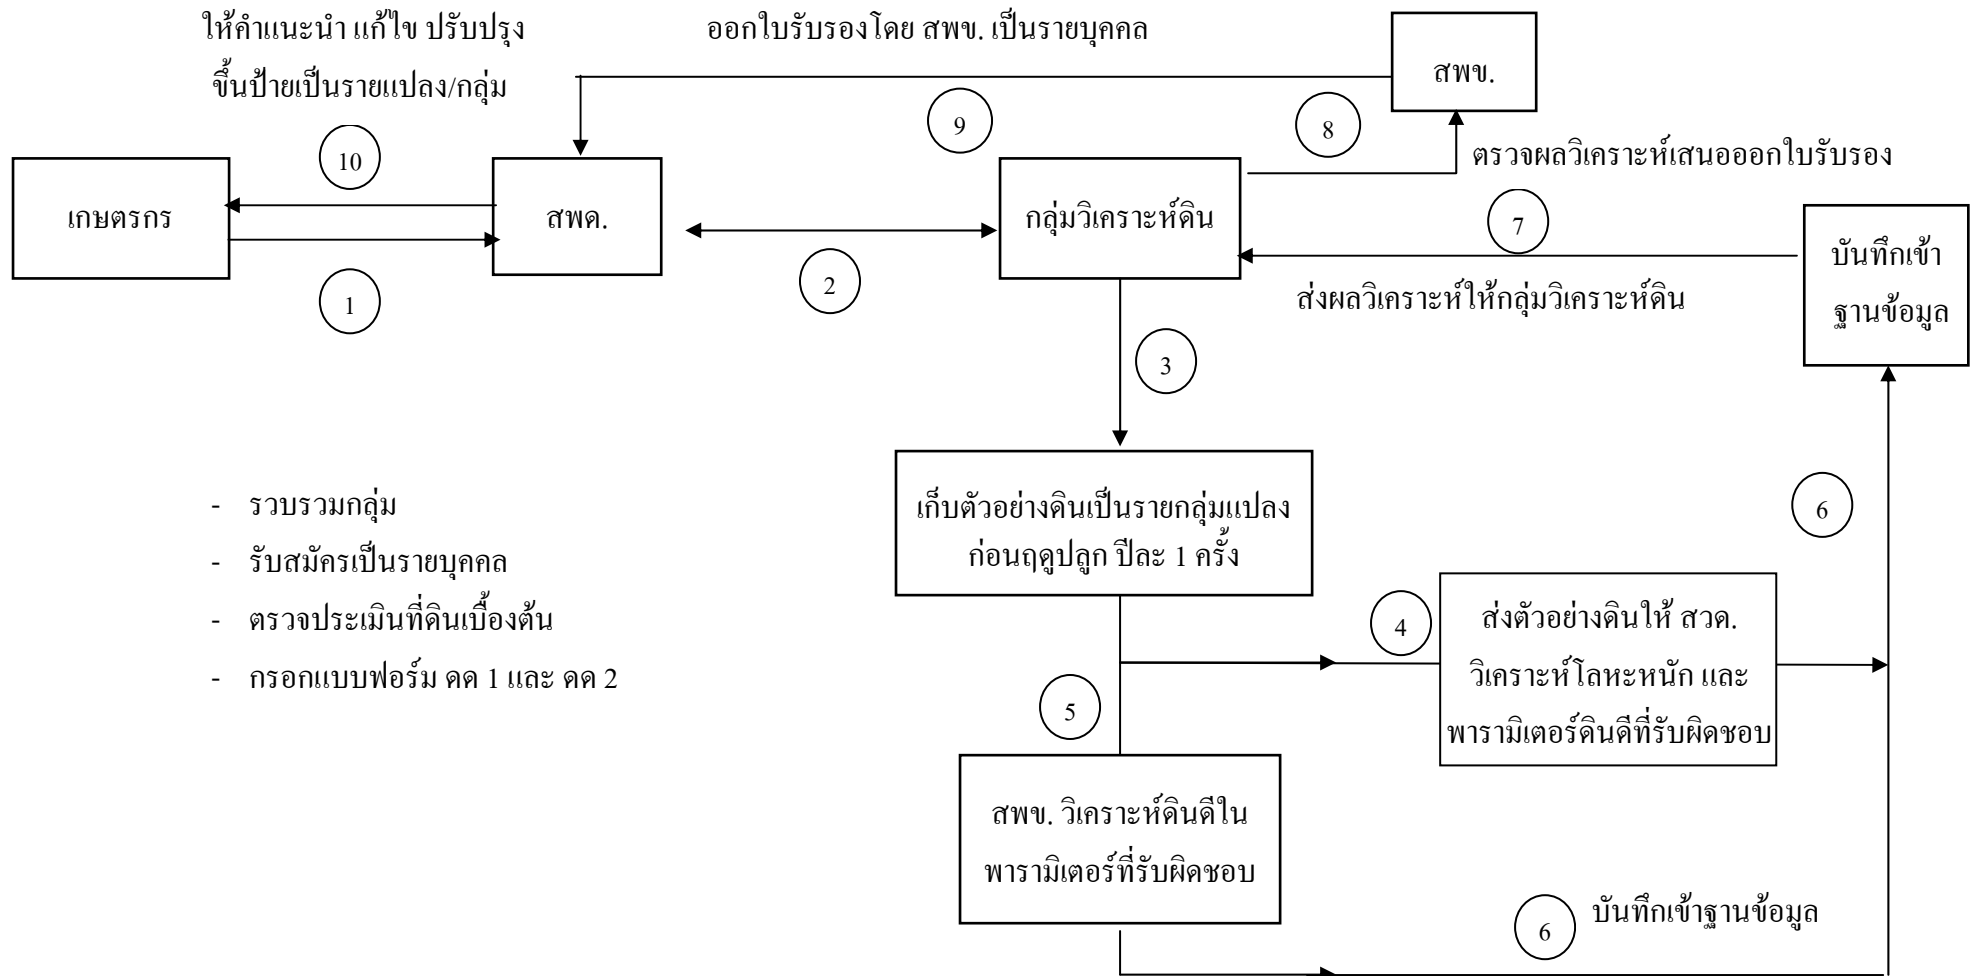 ให้คำแนะนำ แก้ไข ปรับปรุง
ขึ้นป้ายเป็นรายแปลง/กลุ่ม
ออกใบรับรองโดย สพข. เป็นรายบุคคล
สพข.
9
8
10
ตรวจผลวิเคราะห์เสนอออกใบรับรอง
เกษตรกร
สพด.
กลุ่มวิเคราะห์ดิน
7
บันทึกเข้า
ฐานข้อมูล
1
2
ส่งผลวิเคราะห์ให้กลุ่มวิเคราะห์ดิน
3
- รวบรวมกลุ่ม
- รับสมัครเป็นรายบุคคล
- ตรวจประเมินที่ดินเบื้องต้น
- กรอกแบบฟอร์ม ดด 1 และ ดด 2
เก็บตัวอย่างดินเป็นรายกลุ่มแปลง
ก่อนฤดูปลูก ปีละ 1 ครั้ง
6
4
ส่งตัวอย่างดินให้ สวด.
วิเคราะห์โลหะหนัก และ
พารามิเตอร์ดินดีที่รับผิดชอบ
5
สพข. วิเคราะห์ดินดีใน
พารามิเตอร์ที่รับผิดชอบ
6
บันทึกเข้าฐานข้อมูล